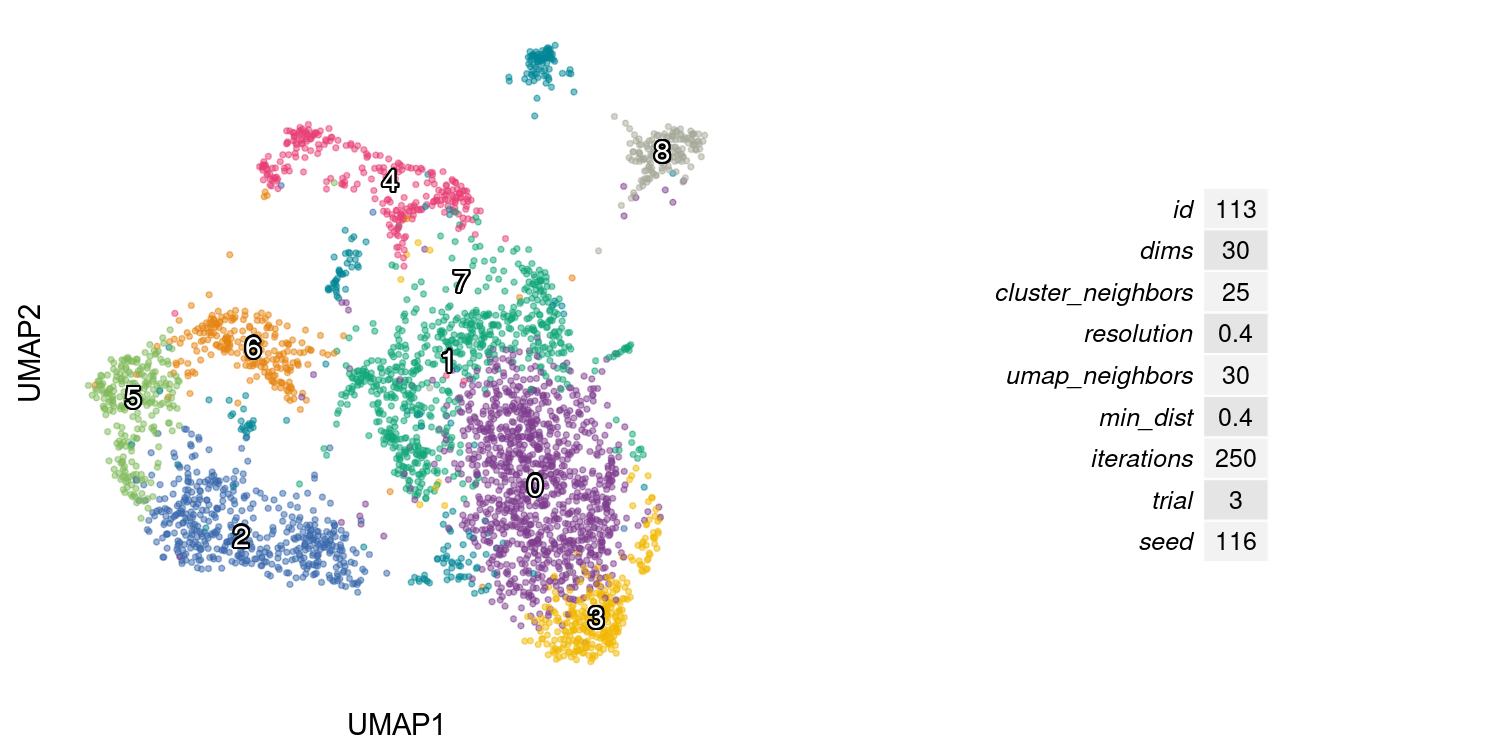 8
4
7
6
1
5
0
2
3
UMAP1
UMAP2
id 113
dims 30
cluster_neighbors 25
resolution 0.4
umap_neighbors 30
min_dist 0.4
iterations 250
trial 3
seed 116